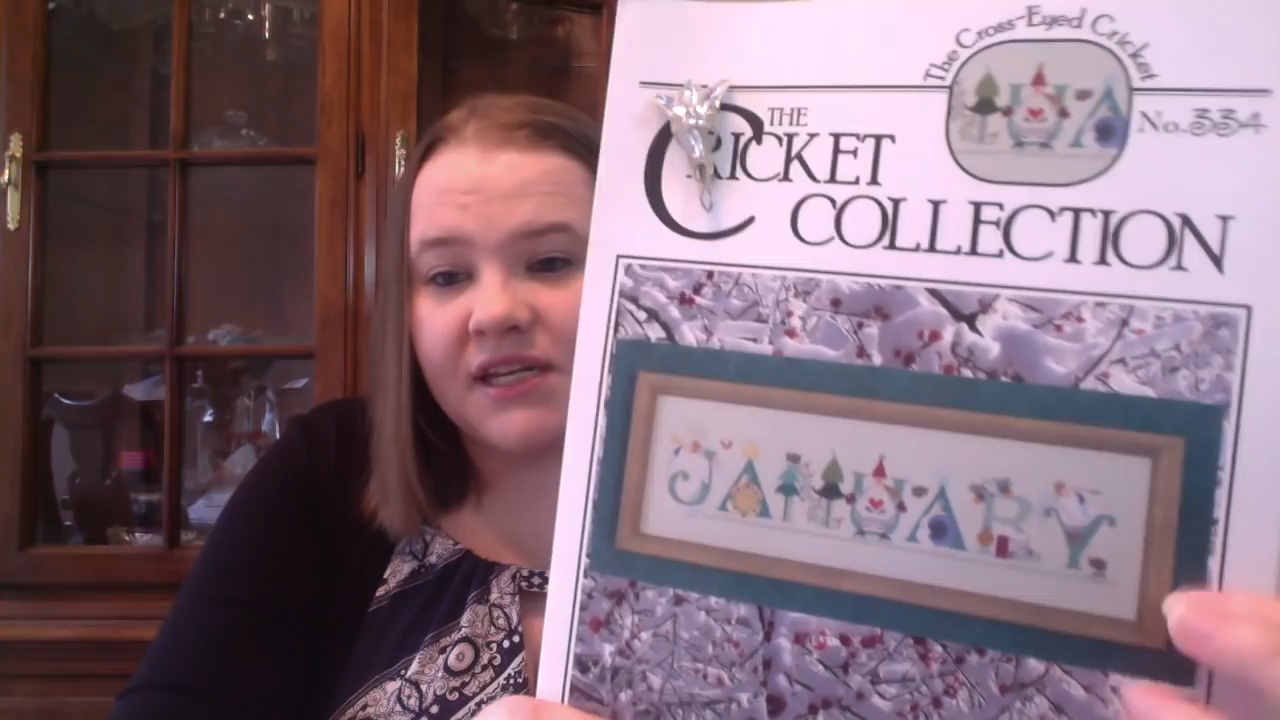 The Cross-Eyed Cricket
No. 334
THE
CRICKET
COLLECTION
JANUARY